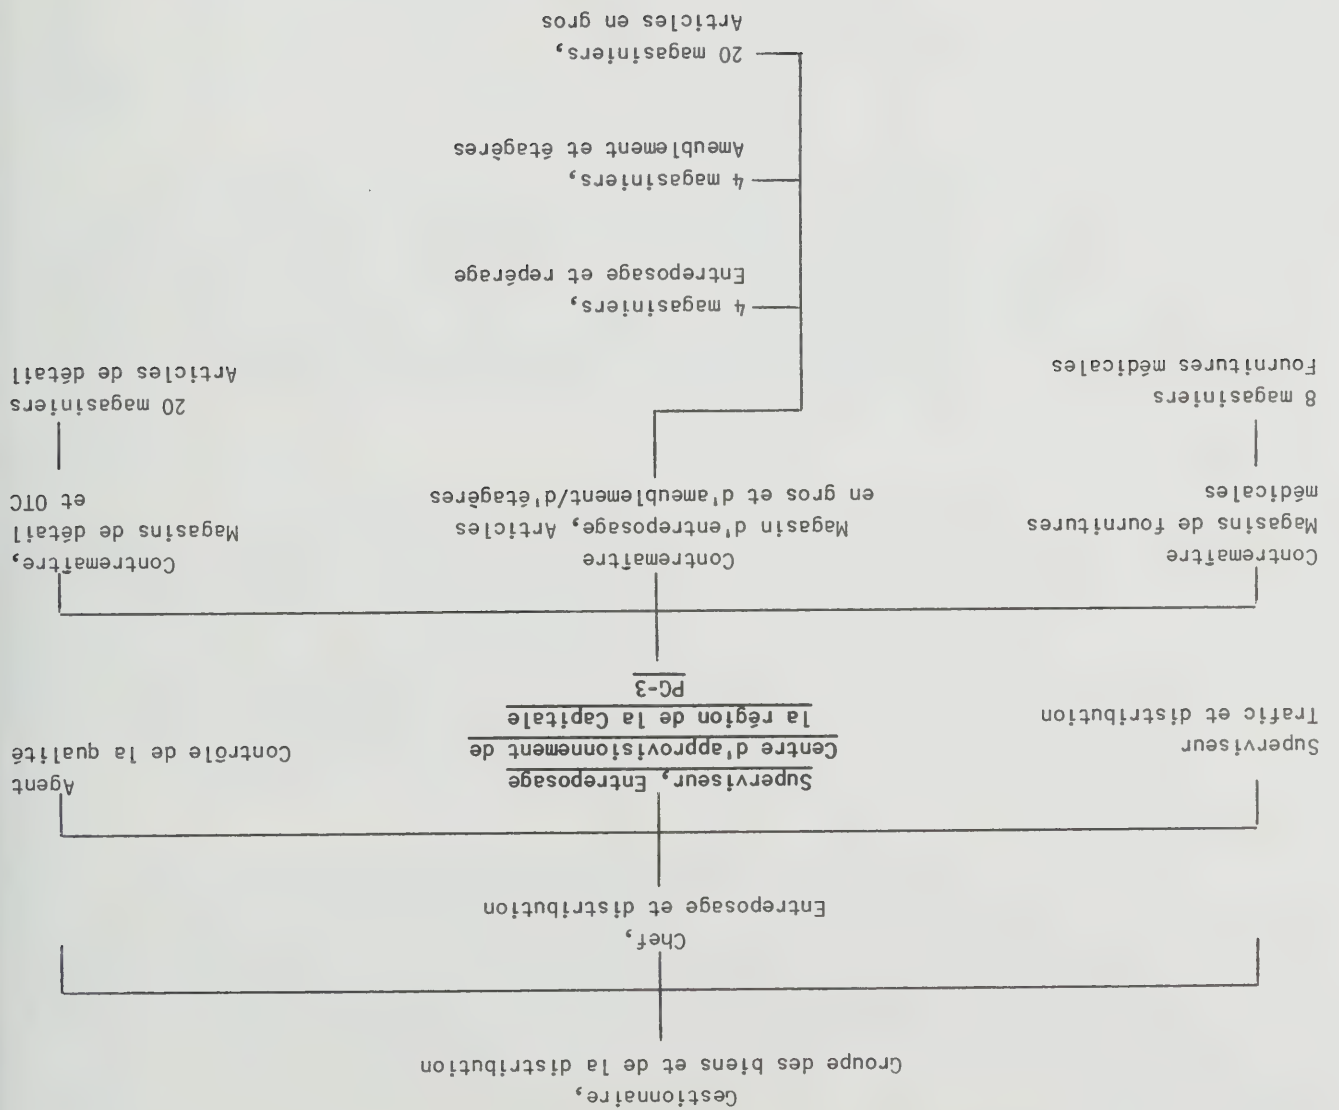 Gestionnaire,
Groupe des biens et de la distribution
Chef,
Entreposage et distribution
Superviseur
Trafic et distribution
Superviseur, Entreposage
Centre d'approvisionnement de
la région de la Capitale
PG-3
Agent
Contrôle de la qualité
Contremaître
Magasins de fournitures
médicales
Contremaître
Magasin d'entreposage, Articles
en gros et d'ameublement/d'étagères
Contremaître,
Magasins de détail
et OTC
8 magasiniers
Fournitures médicales
20 magasiniers
Articles de détail
4 magasiniers,
Entreposage et repérage
4 magasiniers,
Ameublement et étagères
20 magasiniers,
Articles en gros